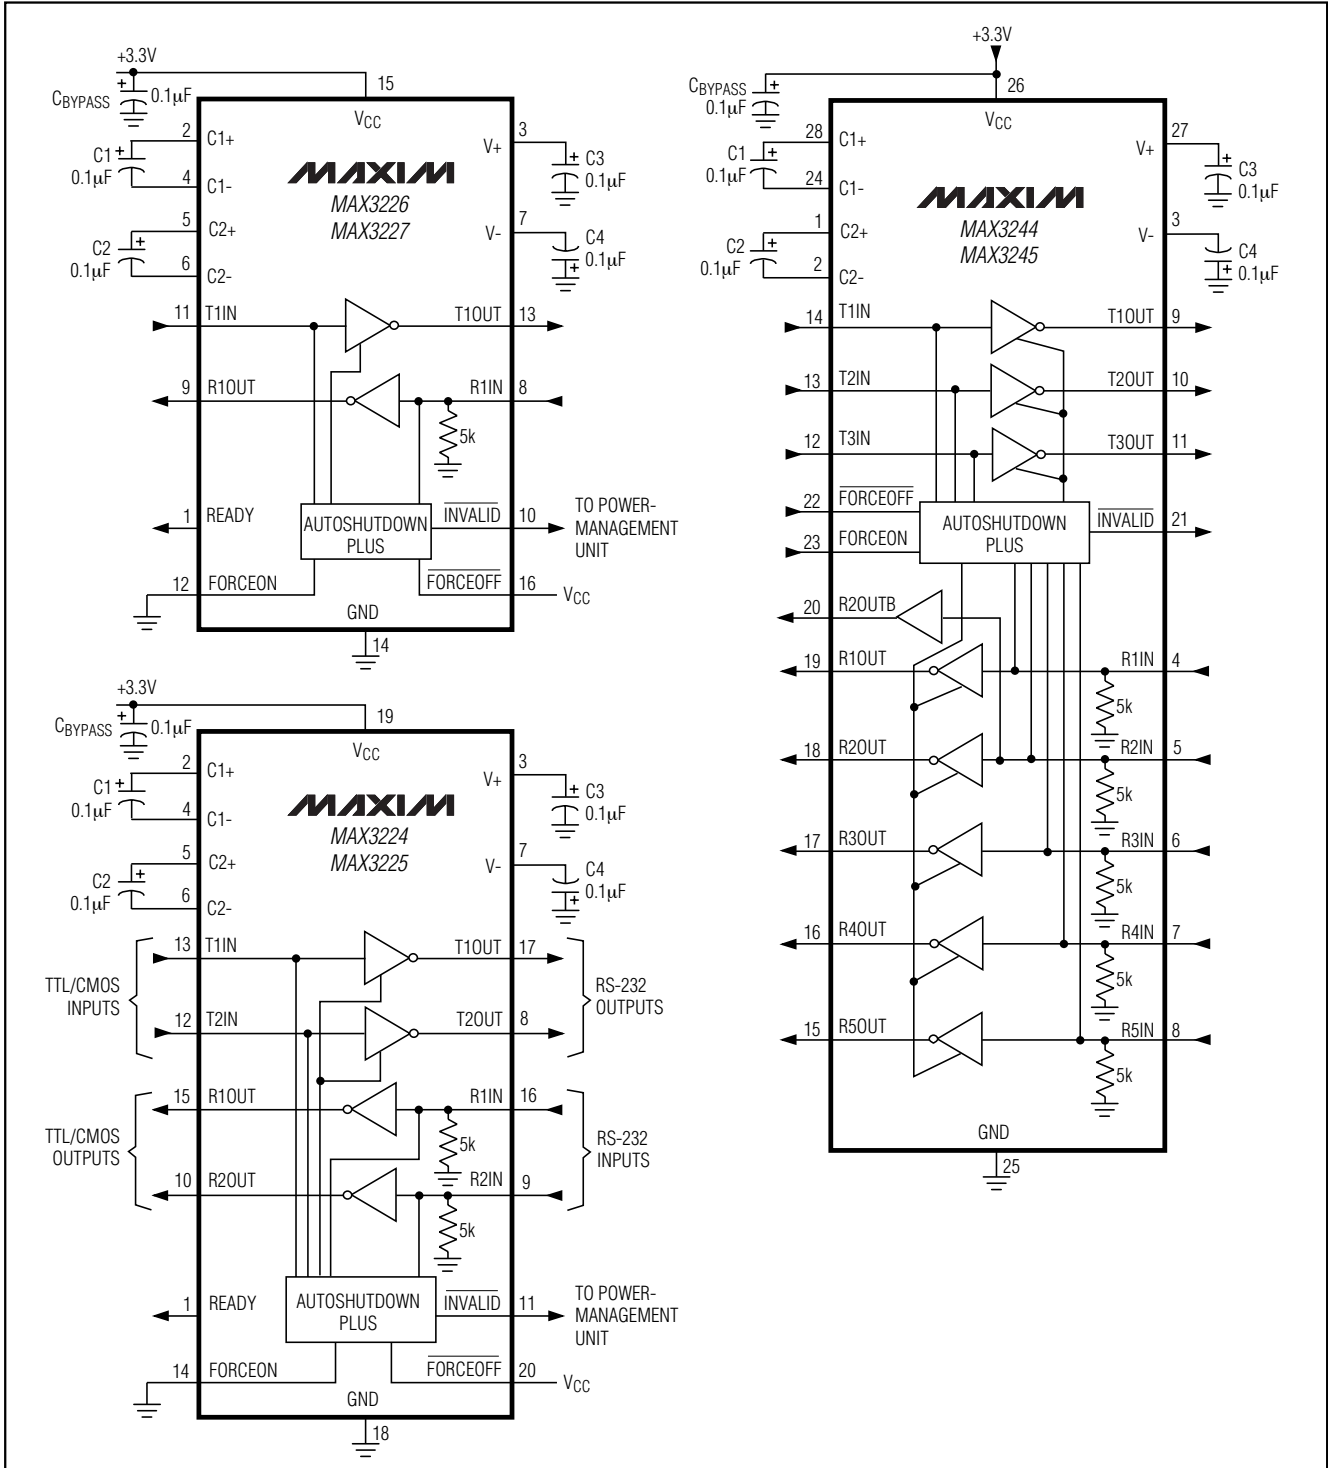 +3.3V
CBYPASS
+
0.1µF
15
VCC
2
C1+
C1
+
0.1µF
4
C1-
5
C2+
C2
+
0.1µF
6
C2-
3
V+
+
C3
0.1µF
7
V-
C4
+
0.1µF
MAXIM
MAX3226
MAX3227
11
T1IN
T1OUT
13
9
R1OUT
R1IN
8
5k
1
READY
AUTOSHUTDOWN
PLUS
INVALID
10
TO POWER-
MANAGEMENT
UNIT
12
FORCEON
FORCEOFF
16
VCC
GND
14
+3.3V
CBYPASS
+
0.1µF
19
VCC
2
C1+
C1
+
0.1µF
4
C1-
5
C2+
C2
+
0.1µF
6
C2-
3
V+
+
C3
0.1µF
7
V-
C4
+
0.1µF
MAXIM
MAX3224
MAX3225
TTL/CMOS
INPUTS
13
T1IN
T1OUT
17
12
T2IN
T2OUT
8
RS-232
OUTPUTS
TTL/CMOS
OUTPUTS
15
R1OUT
R1IN
16
5k
10
R2OUT
R2IN
9
5k
RS-232
INPUTS
1
READY
AUTOSHUTDOWN
PLUS
INVALID
11
TO POWER-
MANAGEMENT
UNIT
14
FORCEON
FORCEOFF
20
VCC
GND
18
+3.3V
CBYPASS
+
0.1µF
26
VCC
28
C1+
C1
+
0.1µF
24
C1-
1
C2+
C2
+
0.1µF
2
C2-
27
V+
+
C3
0.1µF
3
V-
C4
+
0.1µF
MAXIM
MAX3244
MAX3245
14
T1IN
T1OUT
9
13
T2IN
T2OUT
10
12
T3IN
T3OUT
11
22
FORCEOFF
23
FORCEON
AUTOSHUTDOWN
PLUS
INVALID
21
20
R2OUTB
19
R1OUT
R1IN
4
5k
18
R2OUT
R2IN
5
5k
17
R3OUT
R3IN
6
5k
16
R4OUT
R4IN
7
5k
15
R5OUT
R5IN
8
5k
GND
25